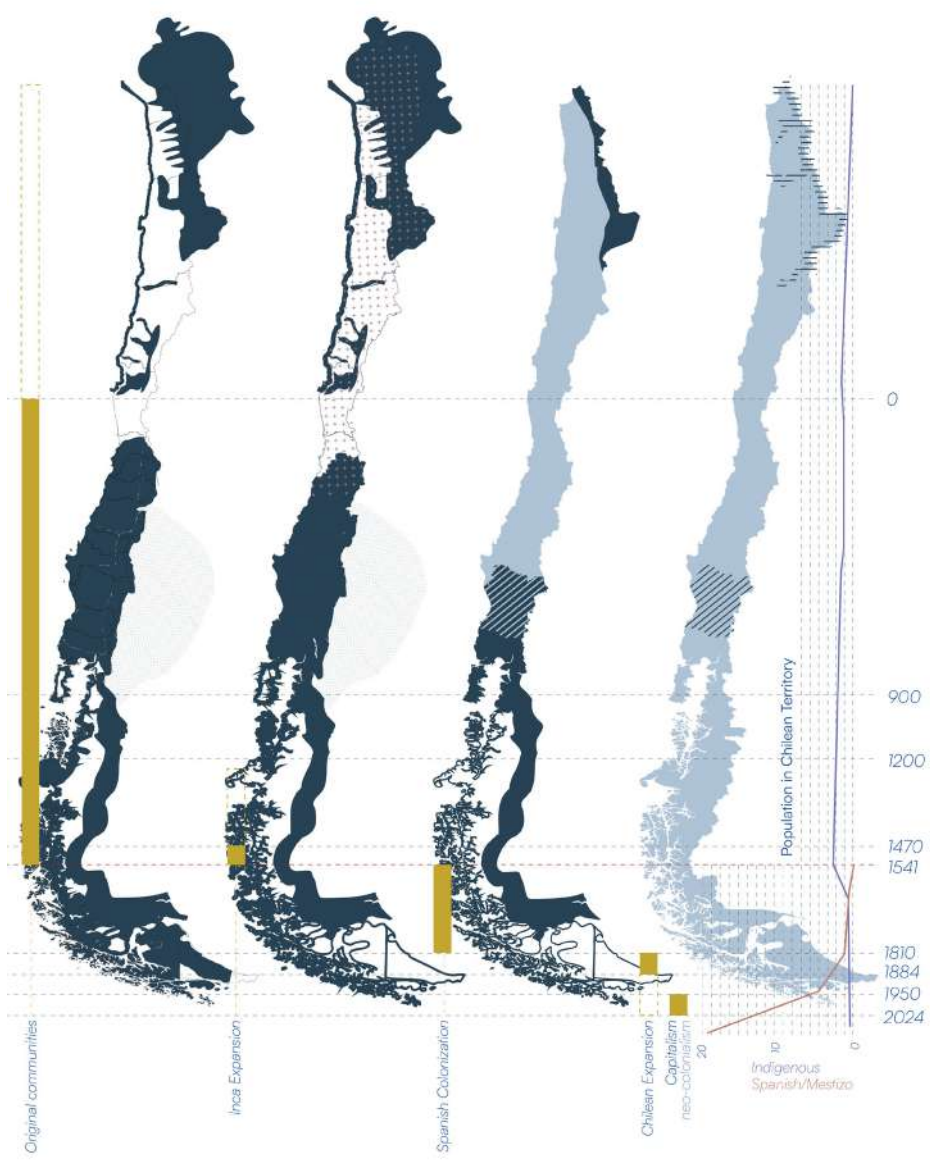 0
900
1200
1470
1541
1810
1884
1950
2024
Population in Chilean Territory
20
10
0
Indigenous
Spanish/Mestizo
Original communities
Inca Expansion
Spanish Colonization
Chilean Expansion
Capitalism
neo-colonialism